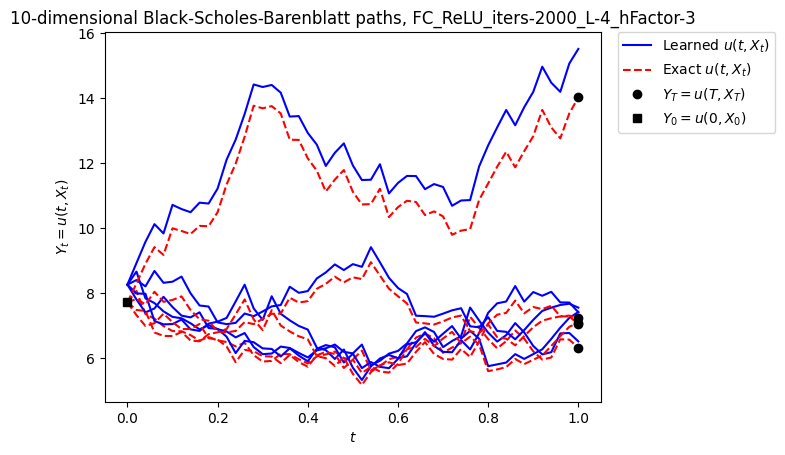 10-dimensional Black-Scholes-Barenblatt paths, FC_ReLU_iters-2000_L-4_hFactor-3
16
14
12
10
8
6
0.0 0.2 0.4 0.6 0.8 1.0
t
Y_t = u(t, X_t)
Learned u(t, X_t)
Exact u(t, X_t)
Y_T = u(T, X_T)
Y_0 = u(0, X_0)